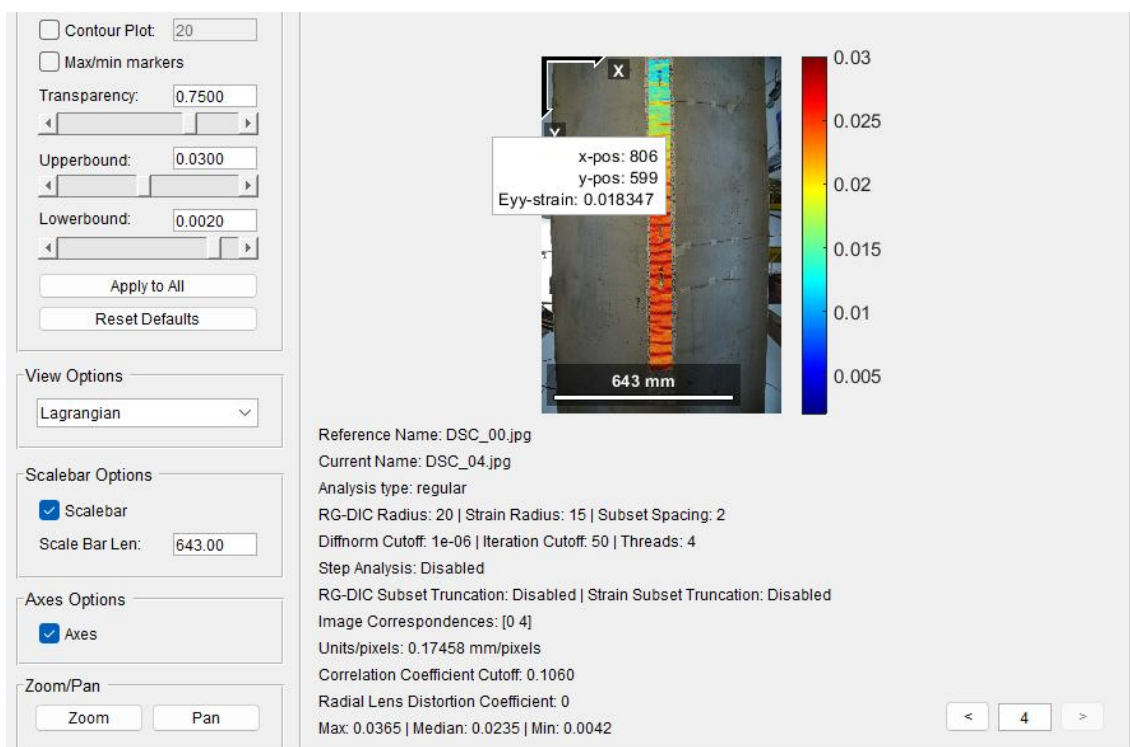 Contour Plot: 20
Max/min markers
Transparency: 0.7500
Upperbound: 0.0300
Lowerbound: 0.0020
Apply to All
Reset Defaults
View Options
Lagrangian
Scalebar Options
Scalebar
Scale Bar Len: 643.00
Axes Options
Axes
Zoom/Pan
Zoom Pan
X
Y
x-pos: 806
y-pos: 599
Eyy-strain: 0.018347
643 mm
0.03
0.025
0.02
0.015
0.01
0.005
Reference Name: DSC_00.jpg
Current Name: DSC_04.jpg
Analysis type: regular
RG-DIC Radius: 20 | Strain Radius: 15 | Subset Spacing: 2
Diffnorm Cutoff: 1e-06 | Iteration Cutoff: 50 | Threads: 4
Step Analysis: Disabled
RG-DIC Subset Truncation: Disabled | Strain Subset Truncation: Disabled
Image Correspondences: [0 4]
Units/pixels: 0.17458 mm/pixels
Correlation Coefficient Cutoff: 0.1060
Radial Lens Distortion Coefficient: 0
Max: 0.0365 | Median: 0.0235 | Min: 0.0042
< 4 >